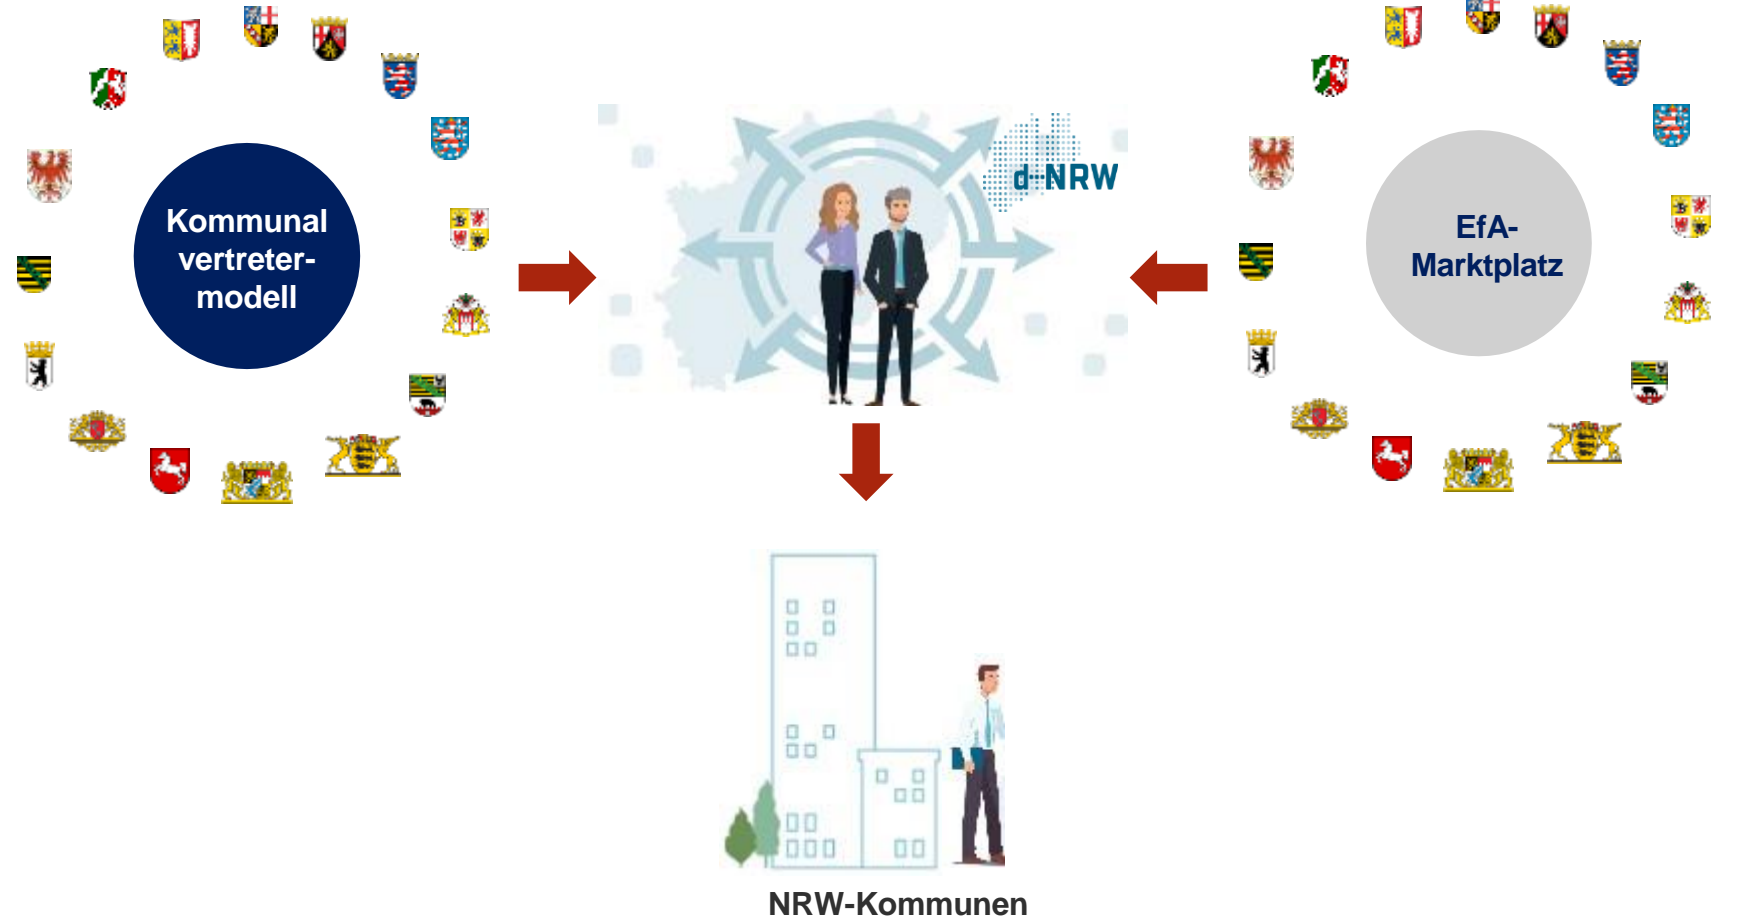 Kommunal
vertreter-
modell
d-NRW
EfA-
Marktplatz
NRW-Kommunen